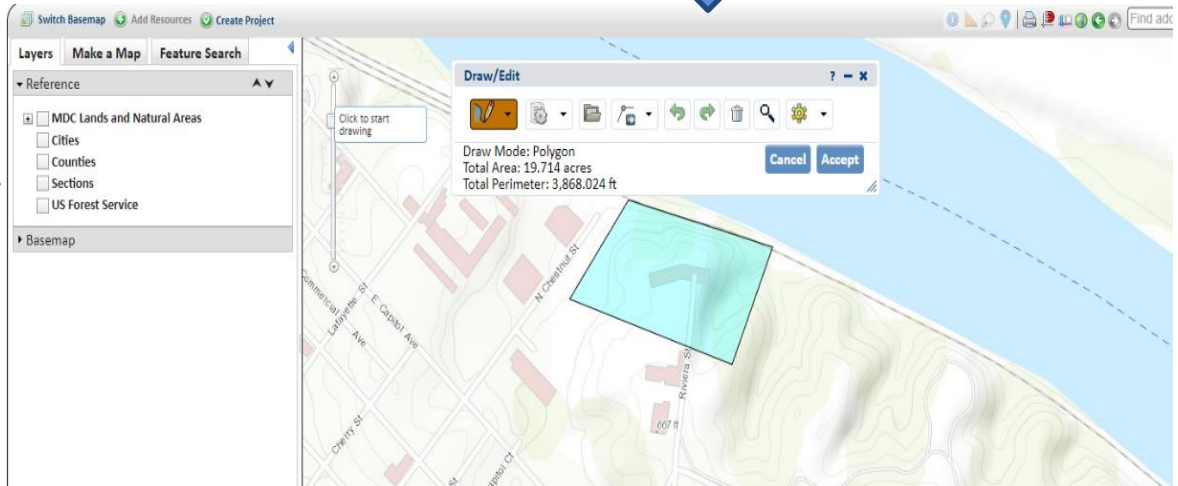 Switch Basemap Add Resources Create Project
Find add
Layers Make a Map Feature Search
Reference
MDC Lands and Natural Areas
Cities
Counties
Sections
US Forest Service
Basemap
Click to start
drawing
Draw/Edit ?
Draw Mode: Polygon
Total Area: 19.714 acres
Total Perimeter: 3,868.024 ft
Cancel Accept
N Chestnut St
Commercial Ave
Lafayette St
E Capitol Ave
Riviera St
667 ft
Cherry St
apitol Ct